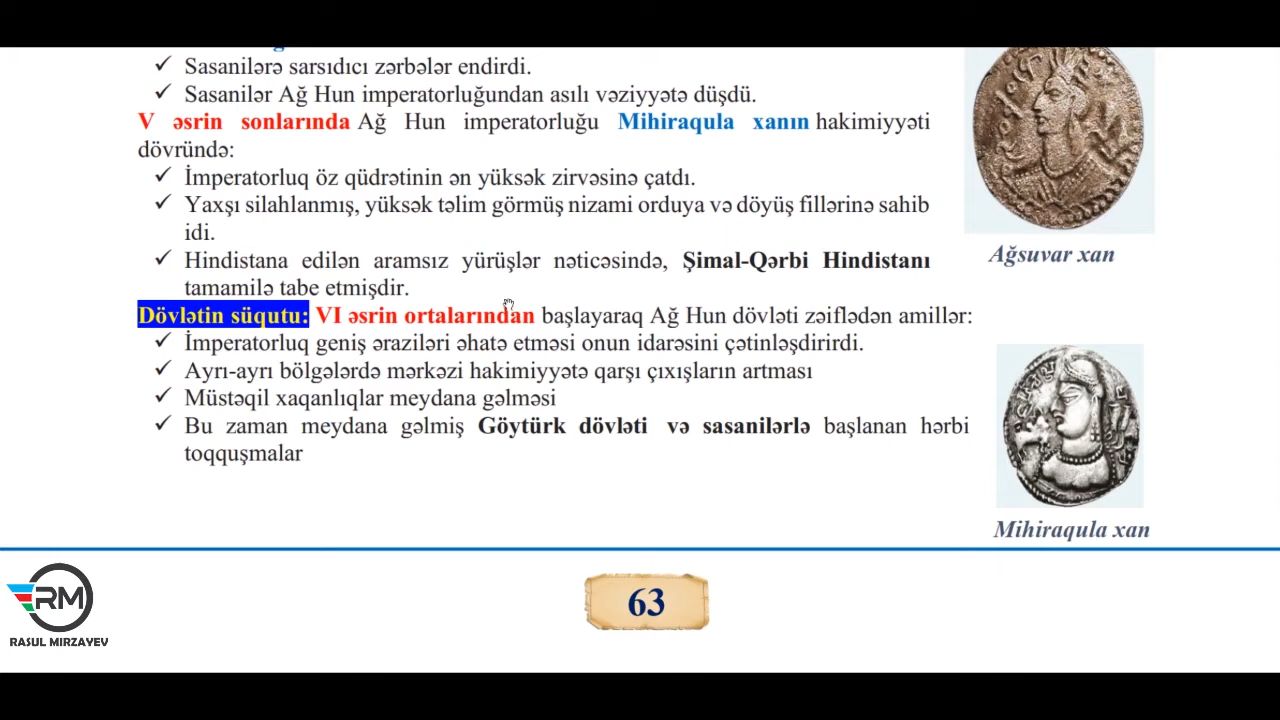 ✓ Sasanilərə sarsıdıcı zərbələr endirdi.
✓ Sasanilər Ağ Hun imperatorluğundan asılı vəziyyətə düşdü.
V əsrin sonlarında Ağ Hun imperatorluğu Mihiraqula xanın hakimiyyəti
dövründə:
✓ İmperatorluq öz qüdrətinin ən yüksək zirvəsinə çatdı.
✓ Yaxşı silahlanmış, yüksək təlim görmüş nizami orduya və döyüş fillərinə sahib
idi.
✓ Hindistana edilən aramsız yürüşlər nəticəsində, Şimal-Qərbi Hindistanı
tamamilə tabe etmişdir.
Ağsuvar xan
Dövlətin süqutu: VI əsrin ortalarından başlayaraq Ağ Hun dövləti zəiflədən amillər:
✓ İmperatorluq geniş əraziləri əhatə etməsi onun idarəsini çətinləşdirirdi.
✓ Ayrı-ayrı bölgələrdə mərkəzi hakimiyyətə qarşı çıxışların artması
✓ Müstəqil xaqanlıqlar meydana gəlməsi
✓ Bu zaman meydana gəlmiş Göytürk dövləti və sasanilərlə başlanan hərbi
toqquşmalar
Mihiraqula xan
RM
RASUL MIRZAYEV
63